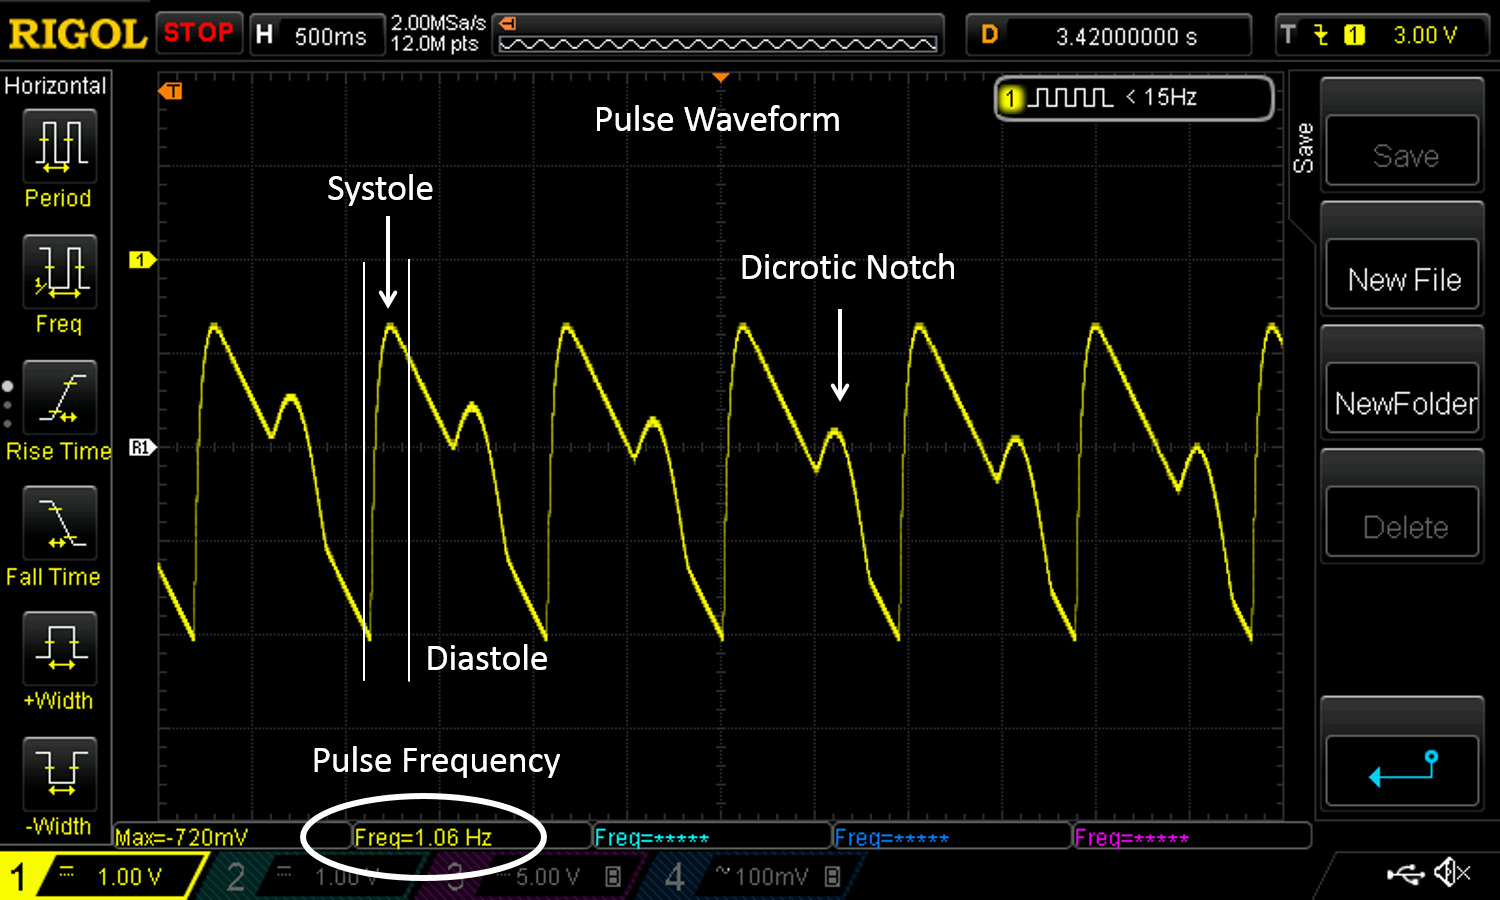 RIGOL STOP H 500ms 2.00MSa/s D 3.42000000 s T 1 3.00 V
12.0M pts
Horizontal
T
1 < 15Hz
Pulse Waveform
Save
Save
Systole
Period
1
Dicrotic Notch
New File
1/
Freq
NewFolder
R1
Rise Time
Delete
Fall Time
Diastole
+Width
Pulse Frequency
-Width
Max=-720mV Freq=1.06 Hz Freq=***** Freq=***** Freq=*****
1 1.00 V 2 1.00 V 3 5.00 V B 4 ~100mV B